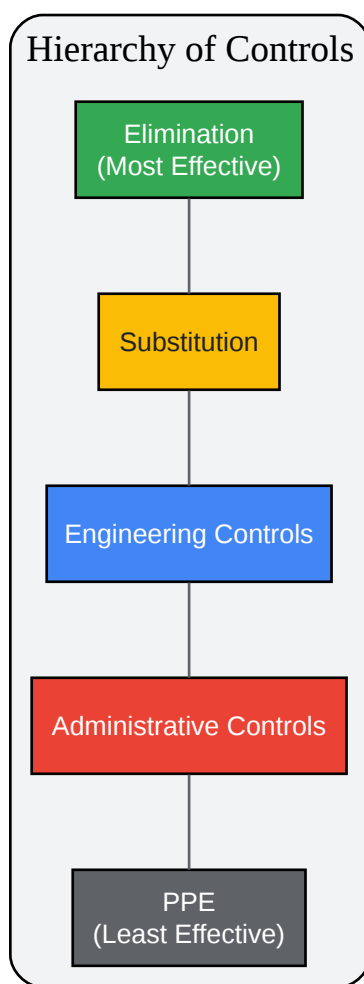 Hierarchy of Controls
Elimination
(Most Effective)
Substitution
Engineering Controls
Administrative Controls
PPE
(Least Effective)